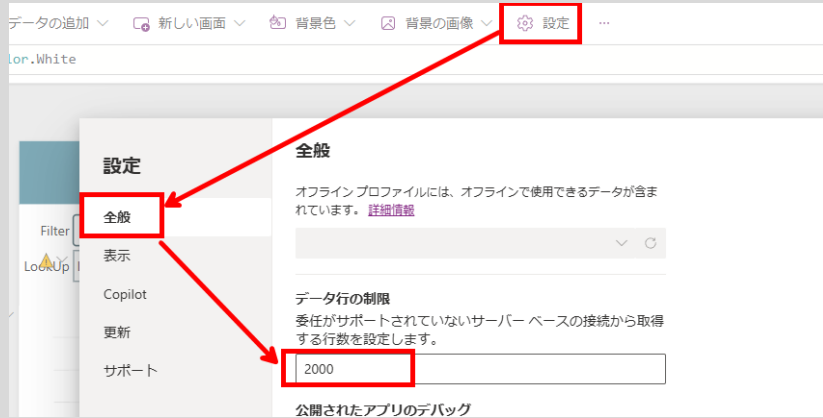 データの追加 新しい画面 背景色 背景の画像 設定 …
lor.White
設定
全般
表示
Copilot
更新
サポート
全般
オフライン プロファイルには、オフラインで使用できるデータが含ま
れています。 詳細情報
データ行の制限
委任がサポートされていないサーバー ベースの接続から取得
する行数を設定します。
2000
公開されたアプリのデバッグ
Filter
LookUp